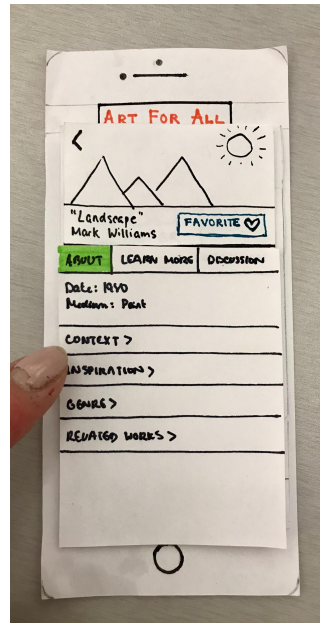 ART FOR ALL
<
"Landscape"
Mark Williams
FAVORITE ♡
ABOUT
LEARN MORE
DISCUSSION
Date: 1950
Medium: Paint
CONTEXT >
INSPIRATION >
GENRE >
RELATED WORKS >